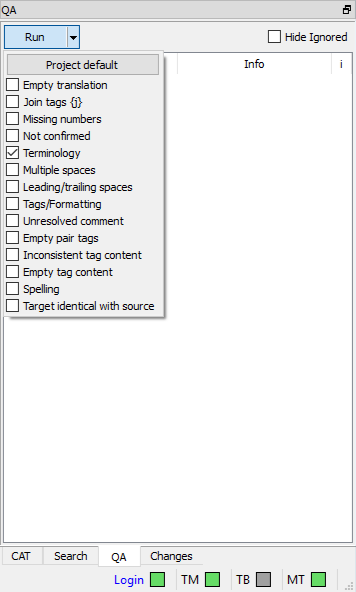 QA
Run
Hide Ignored
Info
i
Project default
Empty translation
Join tags {j}
Missing numbers
Not confirmed
Terminology
Multiple spaces
Leading/trailing spaces
Tags/Formatting
Unresolved comment
Empty pair tags
Inconsistent tag content
Empty tag content
Spelling
Target identical with source
CAT Search QA Changes
Login TM TB MT